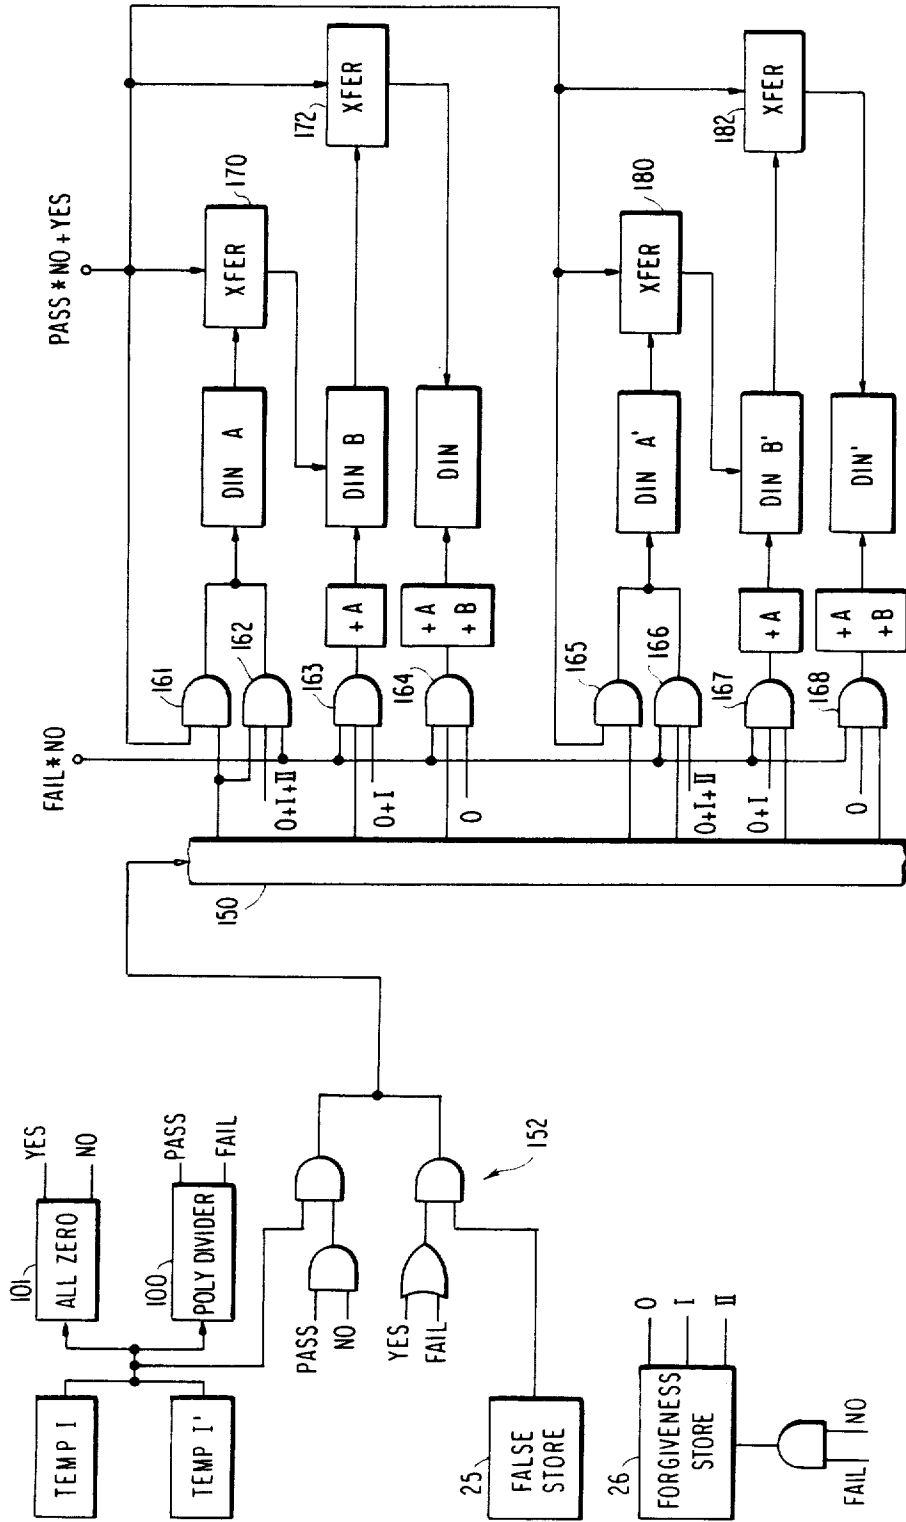 TEMP I
TEMP I'
101
ALL ZERO
YES
NO
100
POLY DIVIDER
PASS
FAIL
PASS
NO
YES
FAIL
152
25
FALSE
STORE
26
FORGIVENESS
STORE
O
I
II
FAIL
NO
150
FAIL * NO
PASS * NO + YES
161
162
O+I+II
163
O+I
164
O
+A
+A
+B
DIN A
DIN B
DIN
XFER
170
XFER
172
165
166
O+I+II
167
O+I
168
O
+A
+A
+B
DIN A'
DIN B'
DIN'
XFER
180
XFER
182